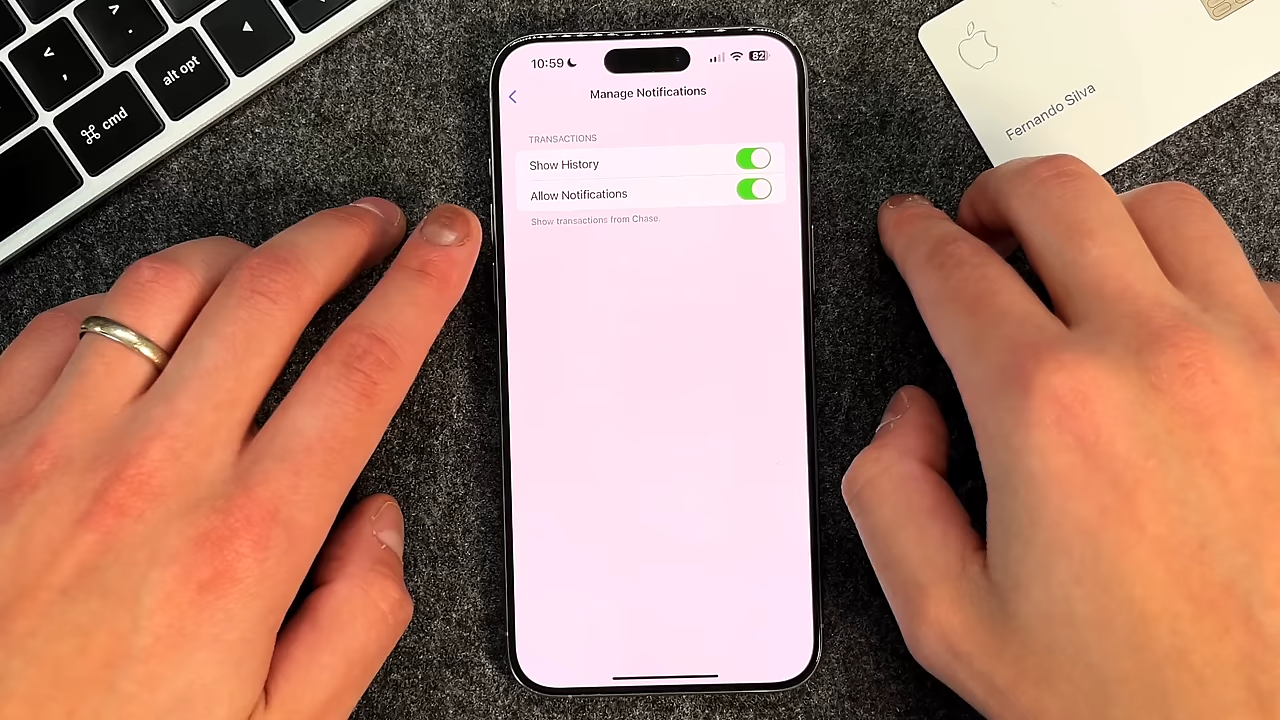 <
,
>
.
alt opt
⌘ cmd
◀
10:59
82
Manage Notifications
TRANSACTIONS
Show History
Allow Notifications
Show transactions from Chase.
Fernando Silva